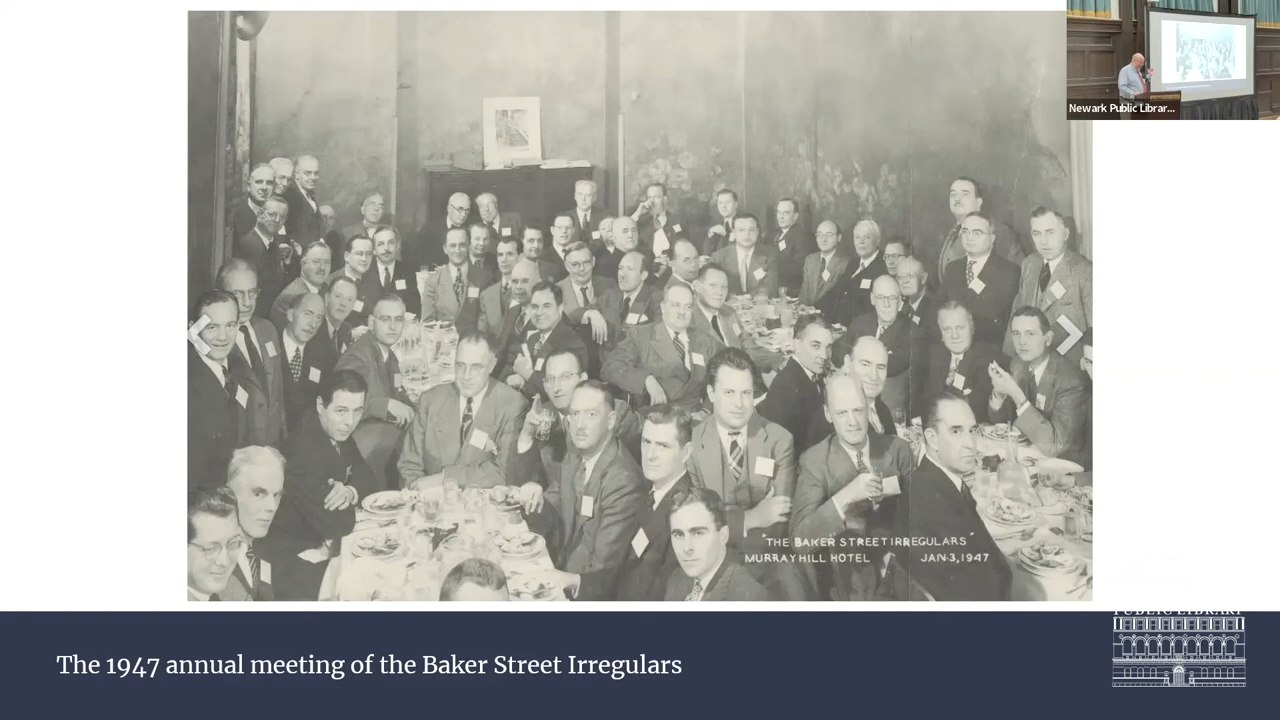 Newark Public Librar...
"THE BAKER STREET IRREGULARS"
MURRAY HILL HOTEL JAN·3,1947
The 1947 annual meeting of the Baker Street Irregulars
PUBLIC LIBRARY